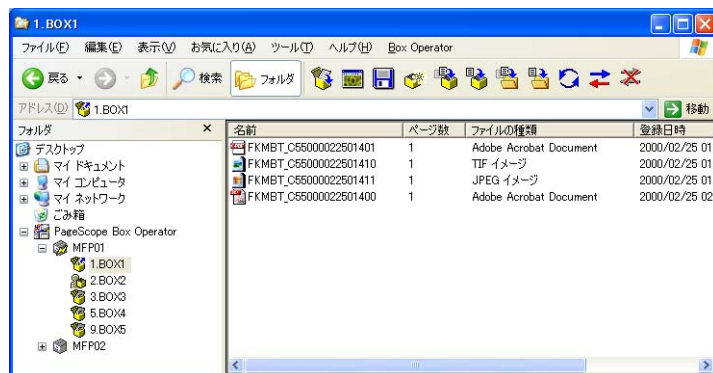 1.BOX1
ファイル(F) 編集(E) 表示(V) お気に入り(A) ツール(T) ヘルプ(H) Box Operator
戻る 検索 フォルダ
アドレス(D) 1.BOX1 移動
フォルダ × 名前 ページ数 ファイルの種類 登録日時
デスクトップ FKMBT_C55000022501401 1 Adobe Acrobat Document 2000/02/25 01
マイ ドキュメント FKMBT_C55000022501410 1 TIF イメージ 2000/02/25 01
マイ コンピュータ FKMBT_C55000022501411 1 JPEG イメージ 2000/02/25 01
マイ ネットワーク FKMBT_C55000022501400 1 Adobe Acrobat Document 2000/02/25 02
ごみ箱
PageScope Box Operator
MFP01
1.BOX1
2.BOX2
3.BOX3
5.BOX4
9.BOX5
MFP02